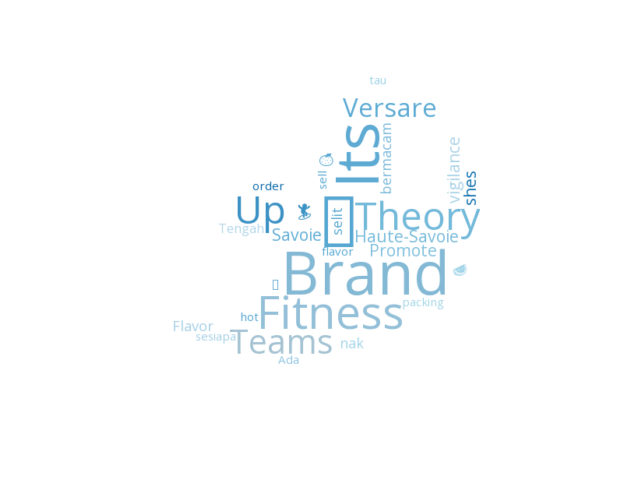 tau
Versare
Its
bermacam
vigilance
sell
shes
order
Up
selit
Theory
Tengah
Savoie
Haute-Savoie
flavor
Promote
Brand
packing
Fitness
hot
Flavor
sesiapa
Teams
nak
Ada